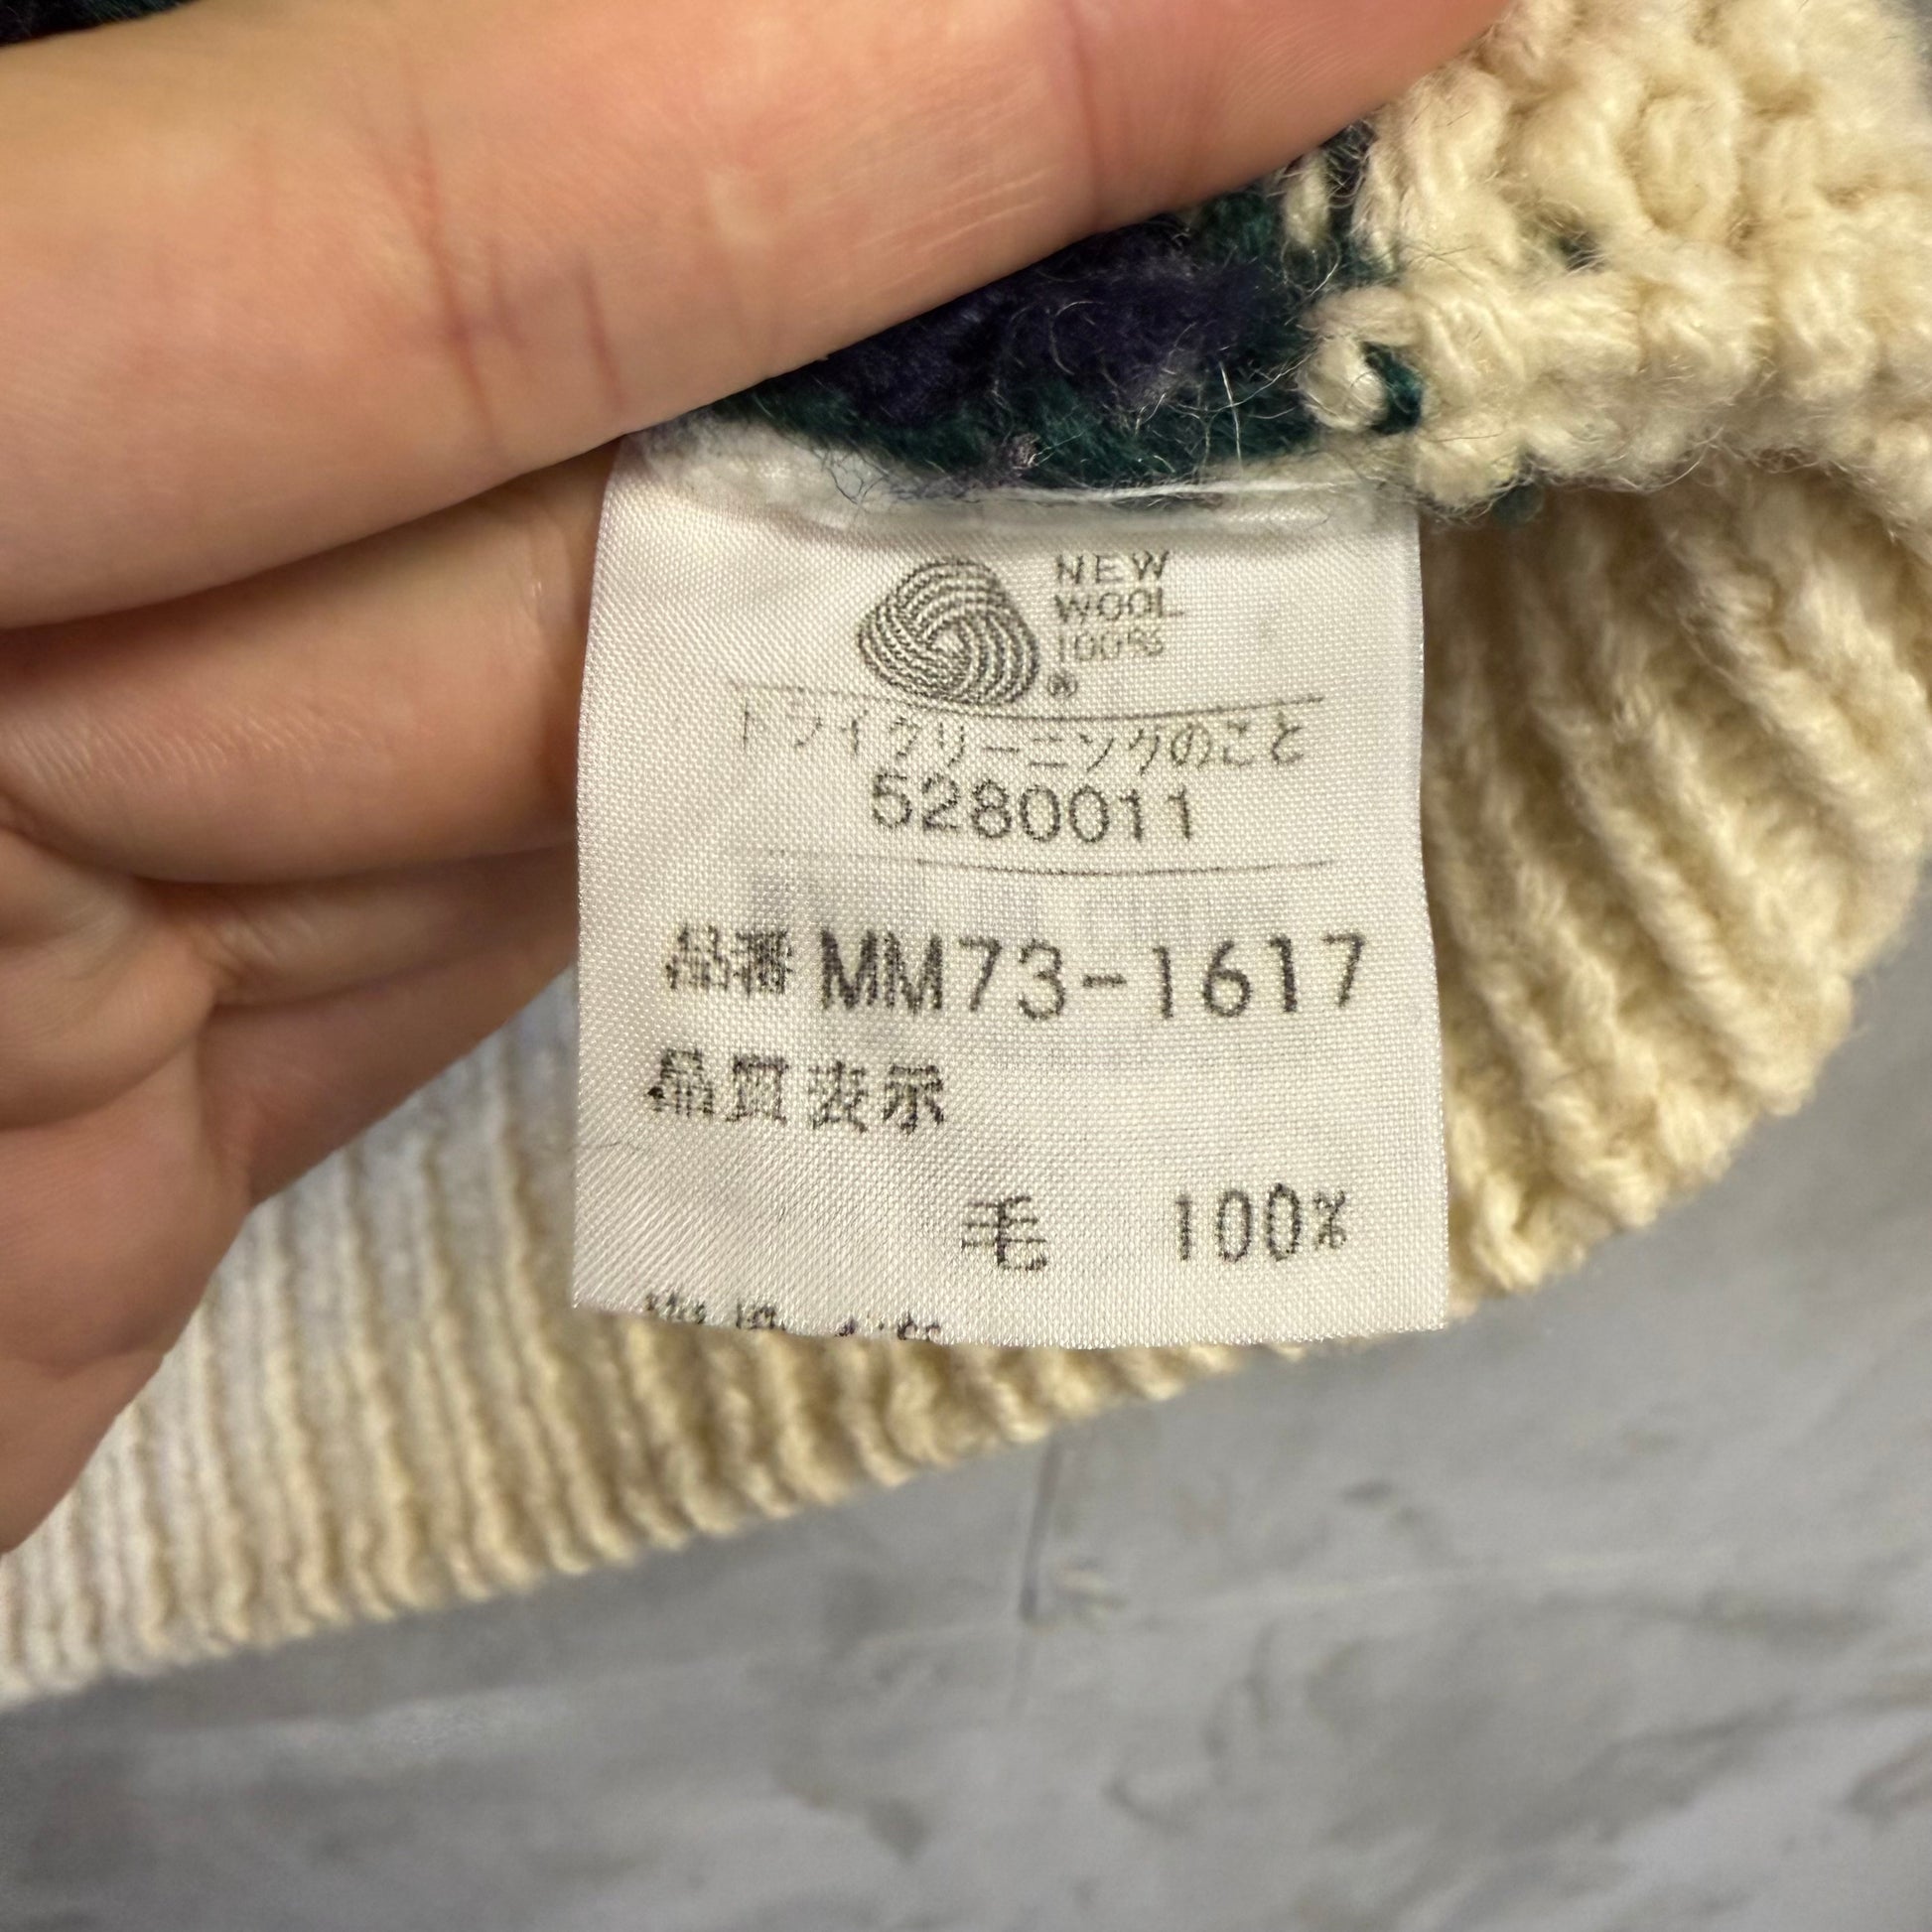 NEW
WOOL
100%
®
ドライクリーニングのこと
5280011
品番 MM73-1617
品質表示
毛 100%